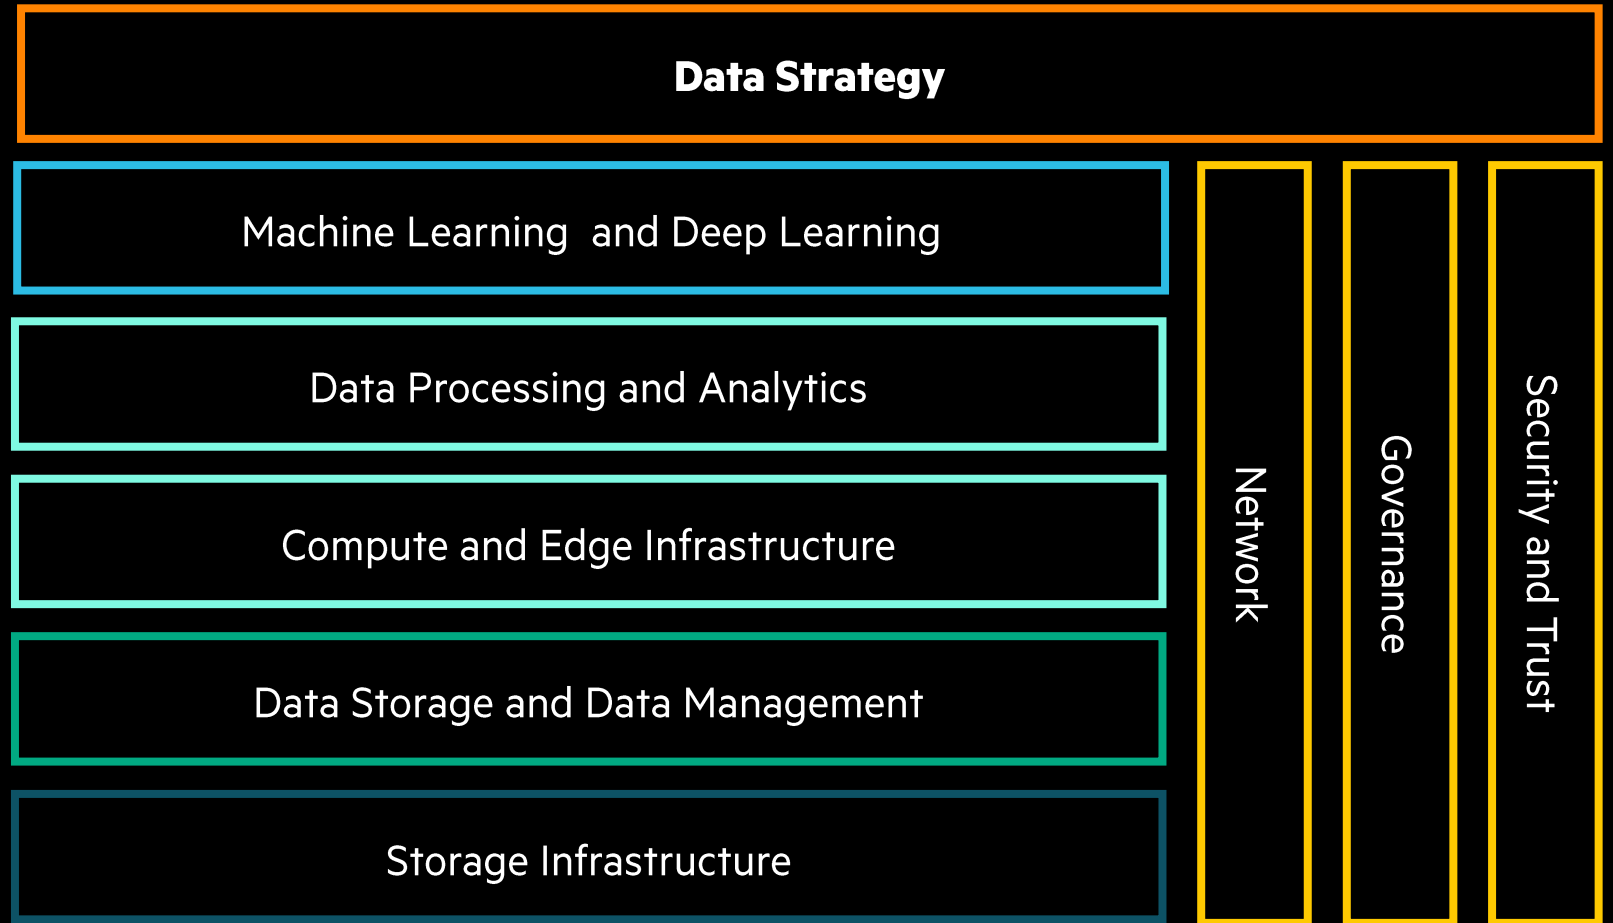 Data Strategy
Machine Learning  and Deep Learning
Data Processing and Analytics
Compute and Edge Infrastructure
Data Storage and Data Management
Storage Infrastructure
Network
Governance
Security and Trust